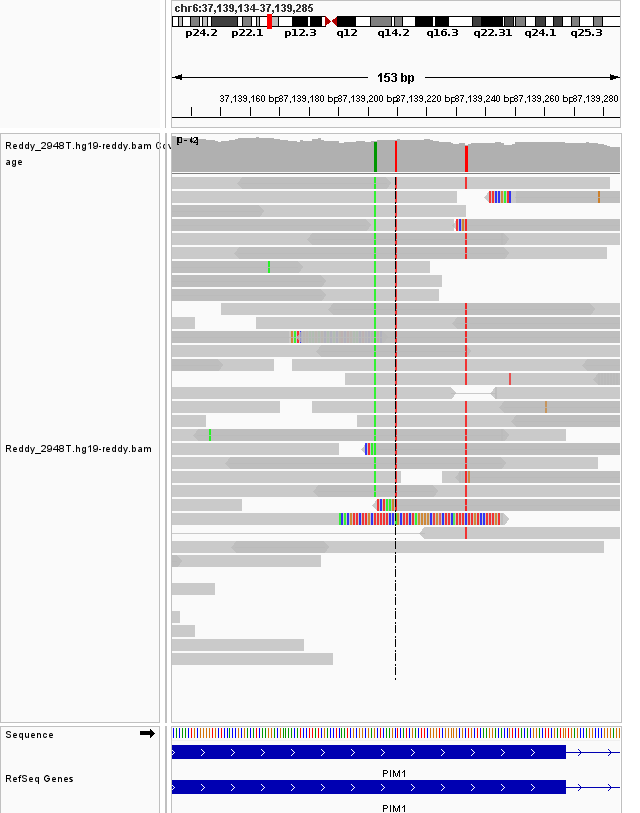 chr6:37,139,134-37,139,285
p24.2 p22.1 p12.3 q12 q14.2 q16.3 q22.31 q24.1 q25.3
153 bp
37,139,160 bp 37,139,180 bp 37,139,200 bp 37,139,220 bp 37,139,240 bp 37,139,260 bp 37,139,280
Reddy_2948T.hg19-reddy.bam Cov
age
[0 - 42]
Reddy_2948T.hg19-reddy.bam
Sequence
PIM1
RefSeq Genes
PIM1